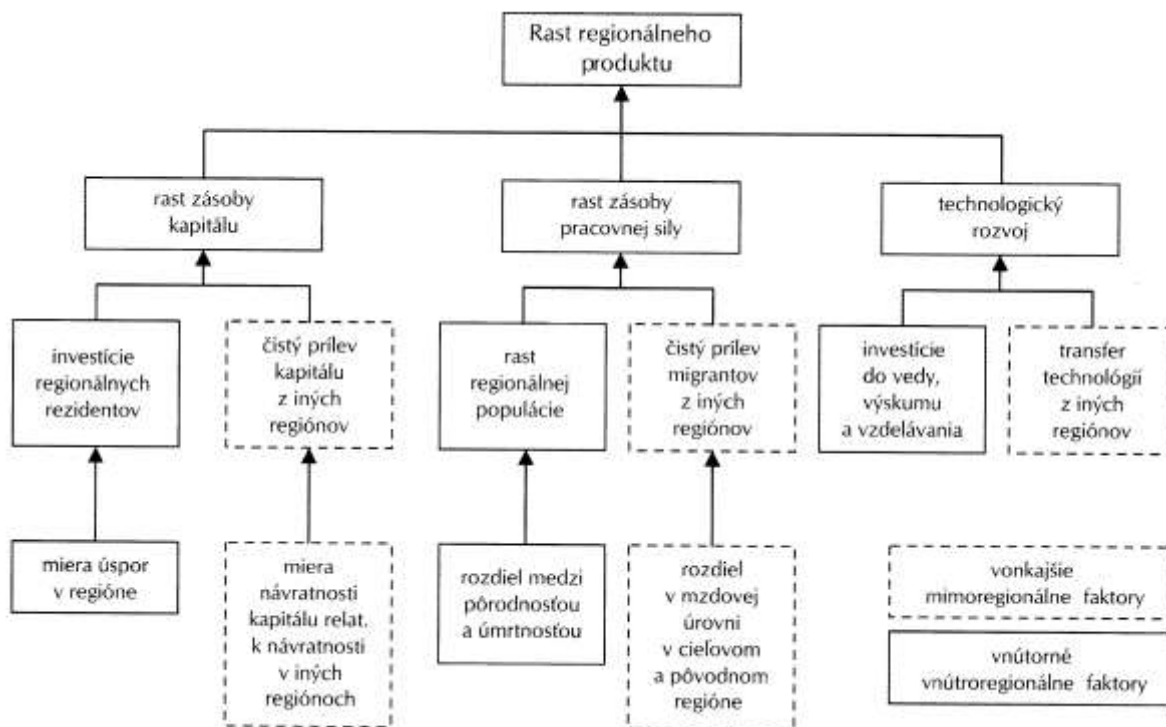 Rast regionálneho
produktu
rast zásoby
kapitálu
rast zásoby
pracovnej sily
technologický
rozvoj
investície
regionálnych
rezidentov
čistý prílev
kapitálu
z iných
regiónov
rast
regionálnej
populácie
čistý prílev
migrantov
z iných
regiónov
investície
do vedy,
výskumu
a vzdelávania
transfer
technológií
z iných
regiónov
miera úspor
v regióne
miera
návratnosti
kapitálu relat.
k návratnosti
v iných
regiónoch
rozdiel medzi
pôrodnosťou
a úmrtnosťou
rozdiel
v mzdovej
úrovni
v cieľovom
a pôvodnom
regióne
vonkajšie
mimoregionálne faktory
vnútorné
vnútroregionálne faktory